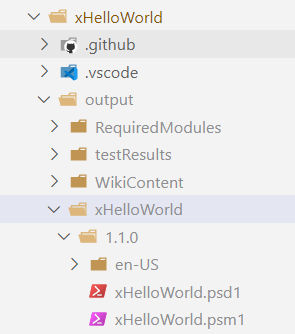 xHelloWorld
.github
.vscode
output
RequiredModules
testResults
WikiContent
xHelloWorld
1.1.0
en-US
xHelloWorld.psd1
xHelloWorld.psm1